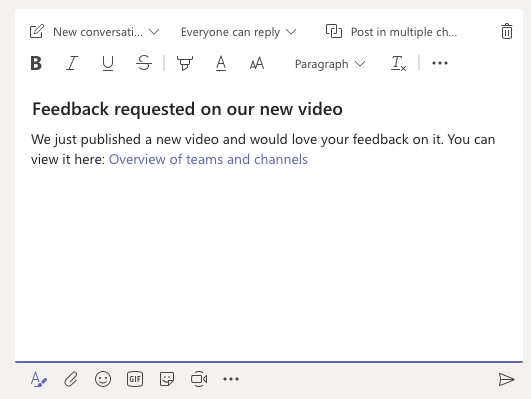 New conversati...
Everyone can reply
Post in multiple ch...
B I U S A AA Paragraph Tx
Feedback requested on our new video
We just published a new video and would love your feedback on it. You can
view it here: Overview of teams and channels
A GIF